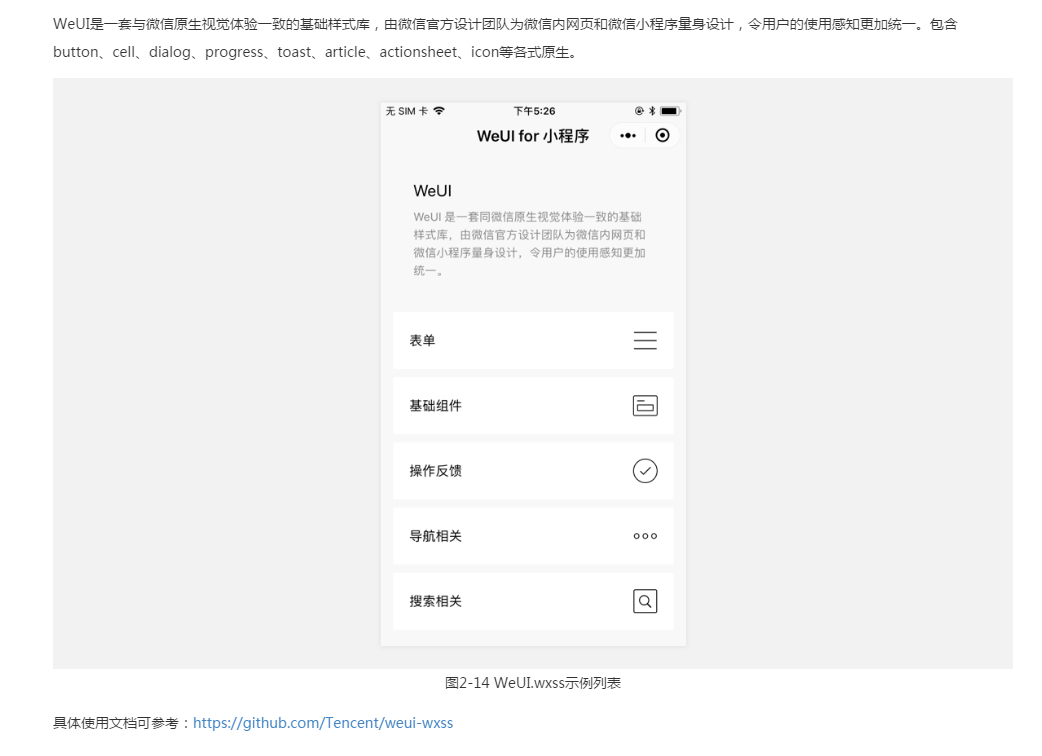 WeUI是一套与微信原生视觉体验一致的基础样式库，由微信官方设计团队为微信内网页和微信小程序量身设计，令用户的使用感知更加统一。包含
button、cell、dialog、progress、toast、article、actionsheet、icon等各式原生。
无 SIM 卡 下午5:26
WeUI for 小程序
WeUI
WeUI 是一套同微信原生视觉体验一致的基础
样式库，由微信官方设计团队为微信内网页和
微信小程序量身设计，令用户的使用感知更加
统一。
表单
基础组件
操作反馈
导航相关
搜索相关
图2-14 WeUI.wxss示例列表
具体使用文档可参考：https://github.com/Tencent/weui-wxss